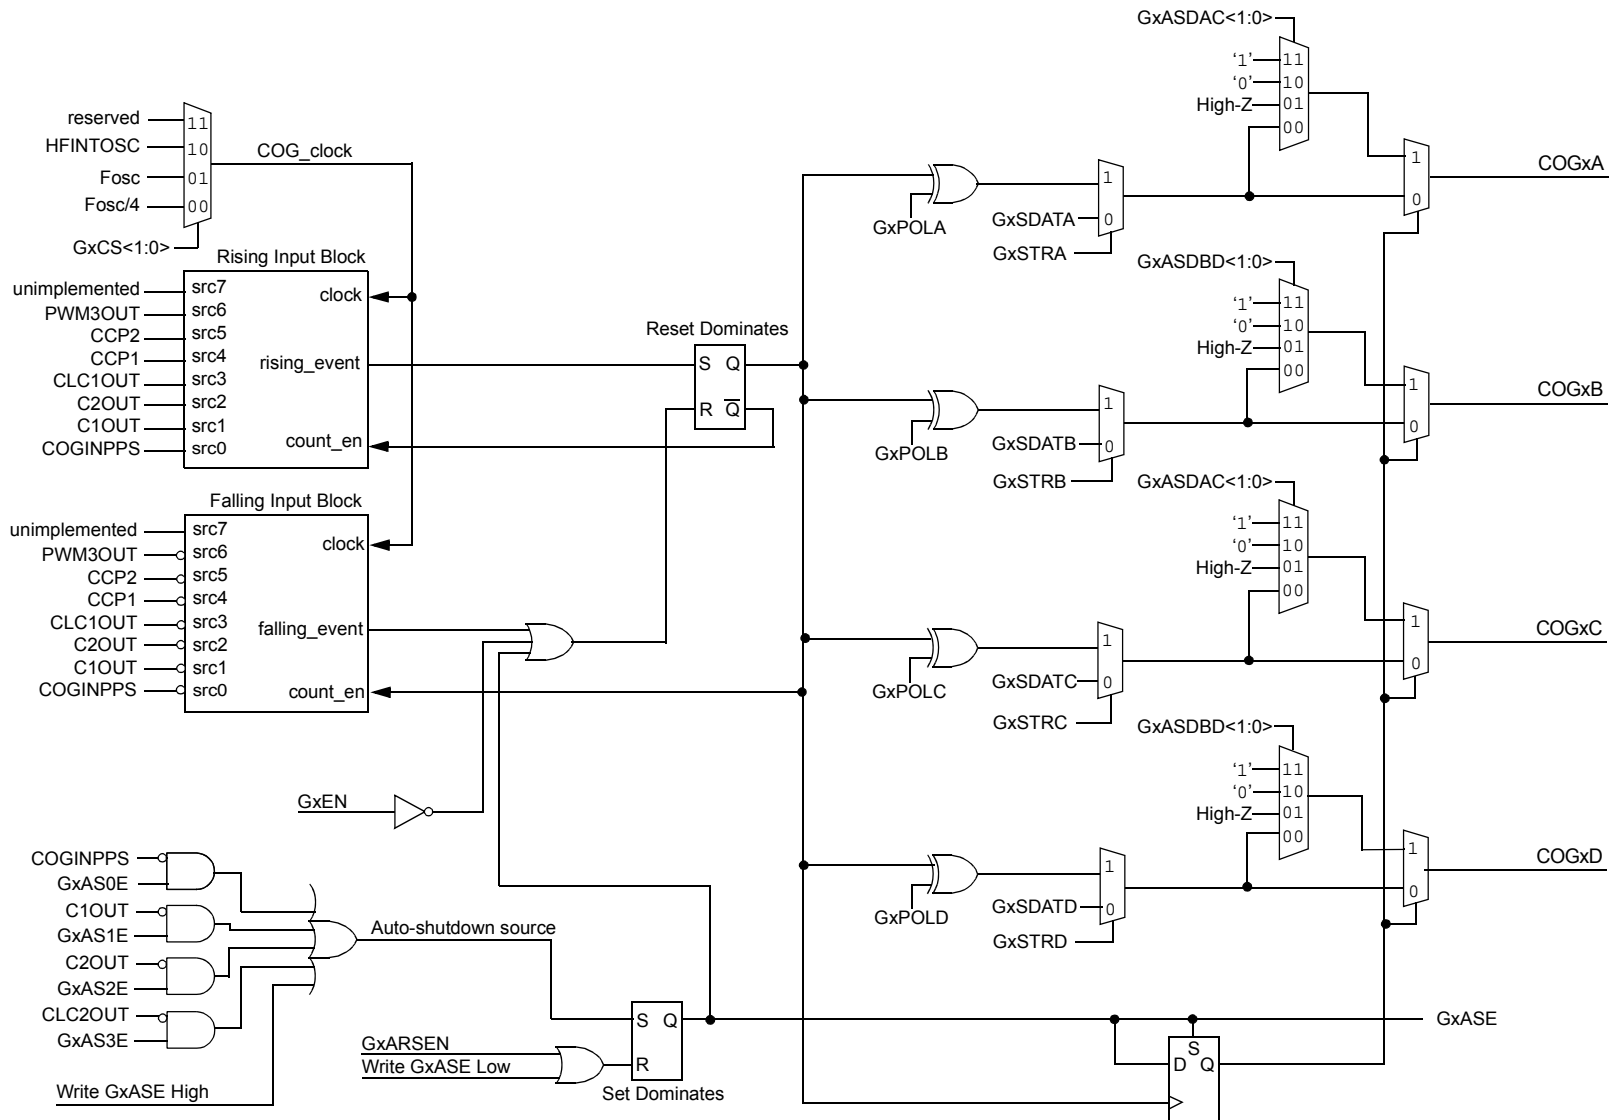 GxASDAC<1:0>
'1' 11
'0' 10
High-Z 01
00
reserved 11
HFINTOSC 10
Fosc 01
Fosc/4 00
GxCS<1:0>
COG_clock
1
0
COGxA
GxPOLA
1
GxSDATA 0
GxSTRA
Rising Input Block
unimplemented src7
PWM3OUT src6
CCP2 src5
CCP1 src4
CLC1OUT src3
C2OUT src2
C1OUT src1
COGINPPS src0
clock
rising_event
count_en
Reset Dominates
S Q
R Q
GxASDBD<1:0>
'1' 11
'0' 10
High-Z 01
00
1
0
COGxB
GxPOLB
1
GxSDATB 0
GxSTRB
Falling Input Block
unimplemented src7
PWM3OUT src6
CCP2 src5
CCP1 src4
CLC1OUT src3
C2OUT src2
C1OUT src1
COGINPPS src0
clock
falling_event
count_en
GxASDAC<1:0>
'1' 11
'0' 10
High-Z 01
00
1
0
COGxC
GxPOLC
1
GxSDATC 0
GxSTRC
GxEN
GxASDBD<1:0>
'1' 11
'0' 10
High-Z 01
00
1
0
COGxD
GxPOLD
1
GxSDATD 0
GxSTRD
COGINPPS
GxAS0E
C1OUT
GxAS1E
C2OUT
GxAS2E
CLC2OUT
GxAS3E
Write GxASE High
Auto-shutdown source
GxARSEN
Write GxASE Low
S Q
R
Set Dominates
GxASE
S
D Q